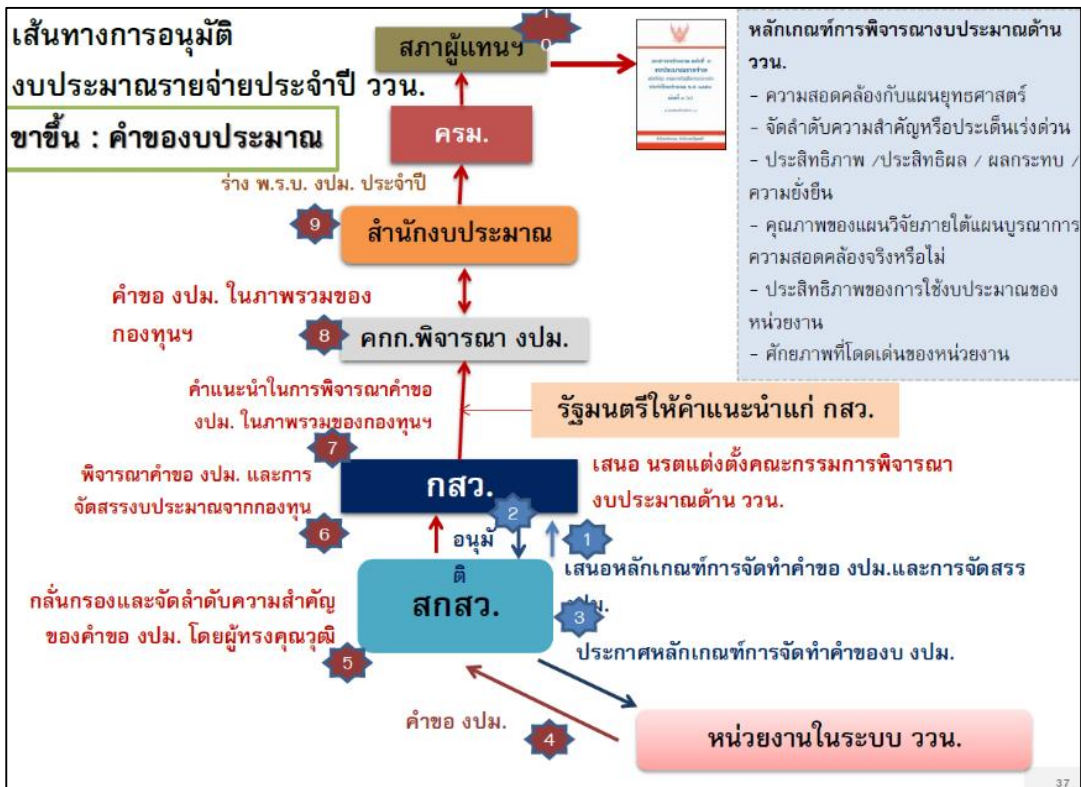 เส้นทางการอนุมัติ
งบประมาณรายจ่ายประจำปี ววน.
ขาขึ้น : คำของบประมาณ
สภาผู้แทนฯ
1
0
ครม.
ร่าง พ.ร.บ. งปม. ประจำปี
9
สำนักงบประมาณ
คำขอ งปม. ในภาพรวมของ
กองทุนฯ
8
คกก.พิจารณา งปม.
คำแนะนำในการพิจารณาคำขอ
งปม. ในภาพรวมของกองทุนฯ
7
รัฐมนตรีให้คำแนะนำแก่ กสว.
พิจารณาคำขอ งปม. และการ
จัดสรรงบประมาณจากกองทุน
6
กสว.
เสนอ นรตแต่งตั้งคณะกรรมการพิจารณา
งบประมาณด้าน ววน.
2
อนุมั
ติ
1
เสนอหลักเกณฑ์การจัดทำคำขอ งปม.และการจัดสรร
งปม.
สกสว.
3
ประกาศหลักเกณฑ์การจัดทำคำขอบ งปม.
กลั่นกรองและจัดลำดับความสำคัญ
ของคำขอ งปม. โดยผู้ทรงคุณวุฒิ
5
คำขอ งปม.
4
หน่วยงานในระบบ ววน.
หลักเกณฑ์การพิจารณางบประมาณด้าน
ววน.
- ความสอดคล้องกับแผนยุทธศาสตร์
- จัดลำดับความสำคัญหรือประเด็นเร่งด่วน
- ประสิทธิภาพ /ประสิทธิผล / ผลกระทบ /
ความยั่งยืน
- คุณภาพของแผนวิจัยภายใต้แผนบูรณาการ
ความสอดคล้องจริงหรือไม่
- ประสิทธิภาพของการใช้งบประมาณของ
หน่วยงาน
- ศักยภาพที่โดดเด่นของหน่วยงาน
37